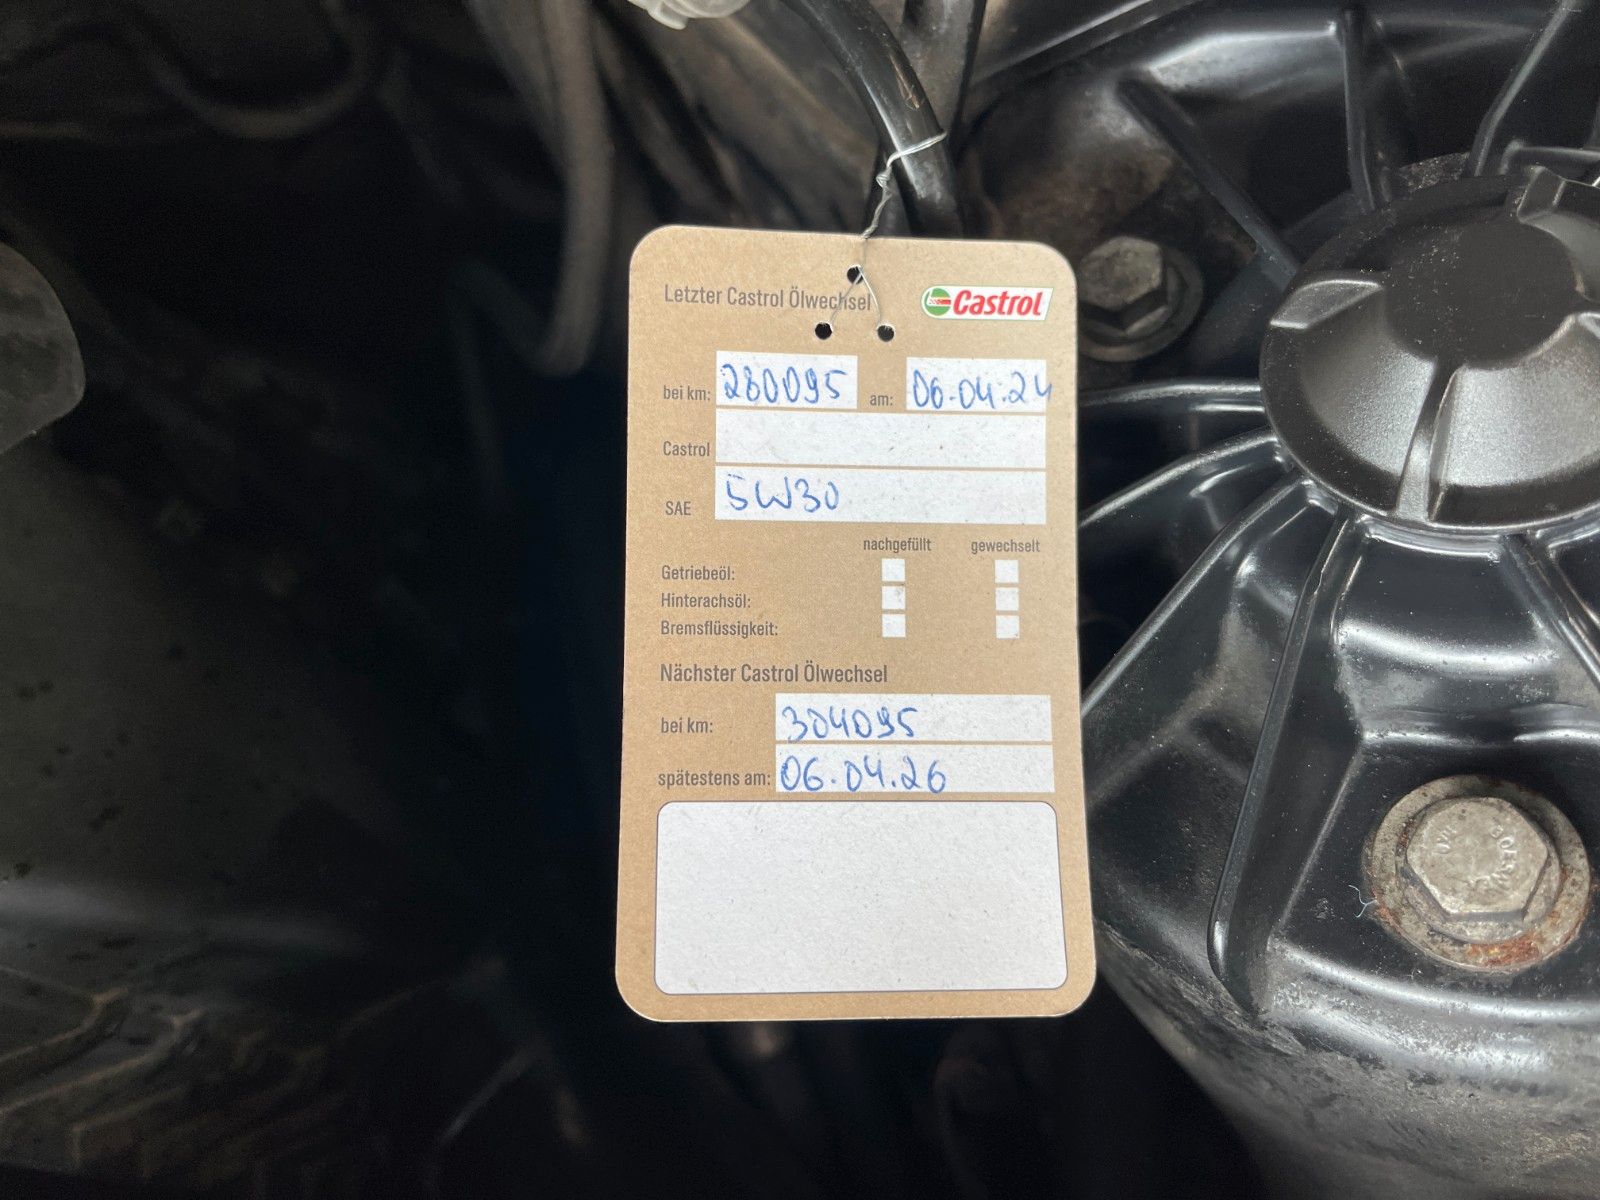 Letzter Castrol Ölwechsel
Castrol
bei km: 280095 am: 06.04.24
Castrol
SAE 5W30
nachgefüllt gewechselt
Getriebeöl:
Hinterachsöl:
Bremsflüssigkeit:
Nächster Castrol Ölwechsel
bei km: 304095
spätestens am: 06.04.26